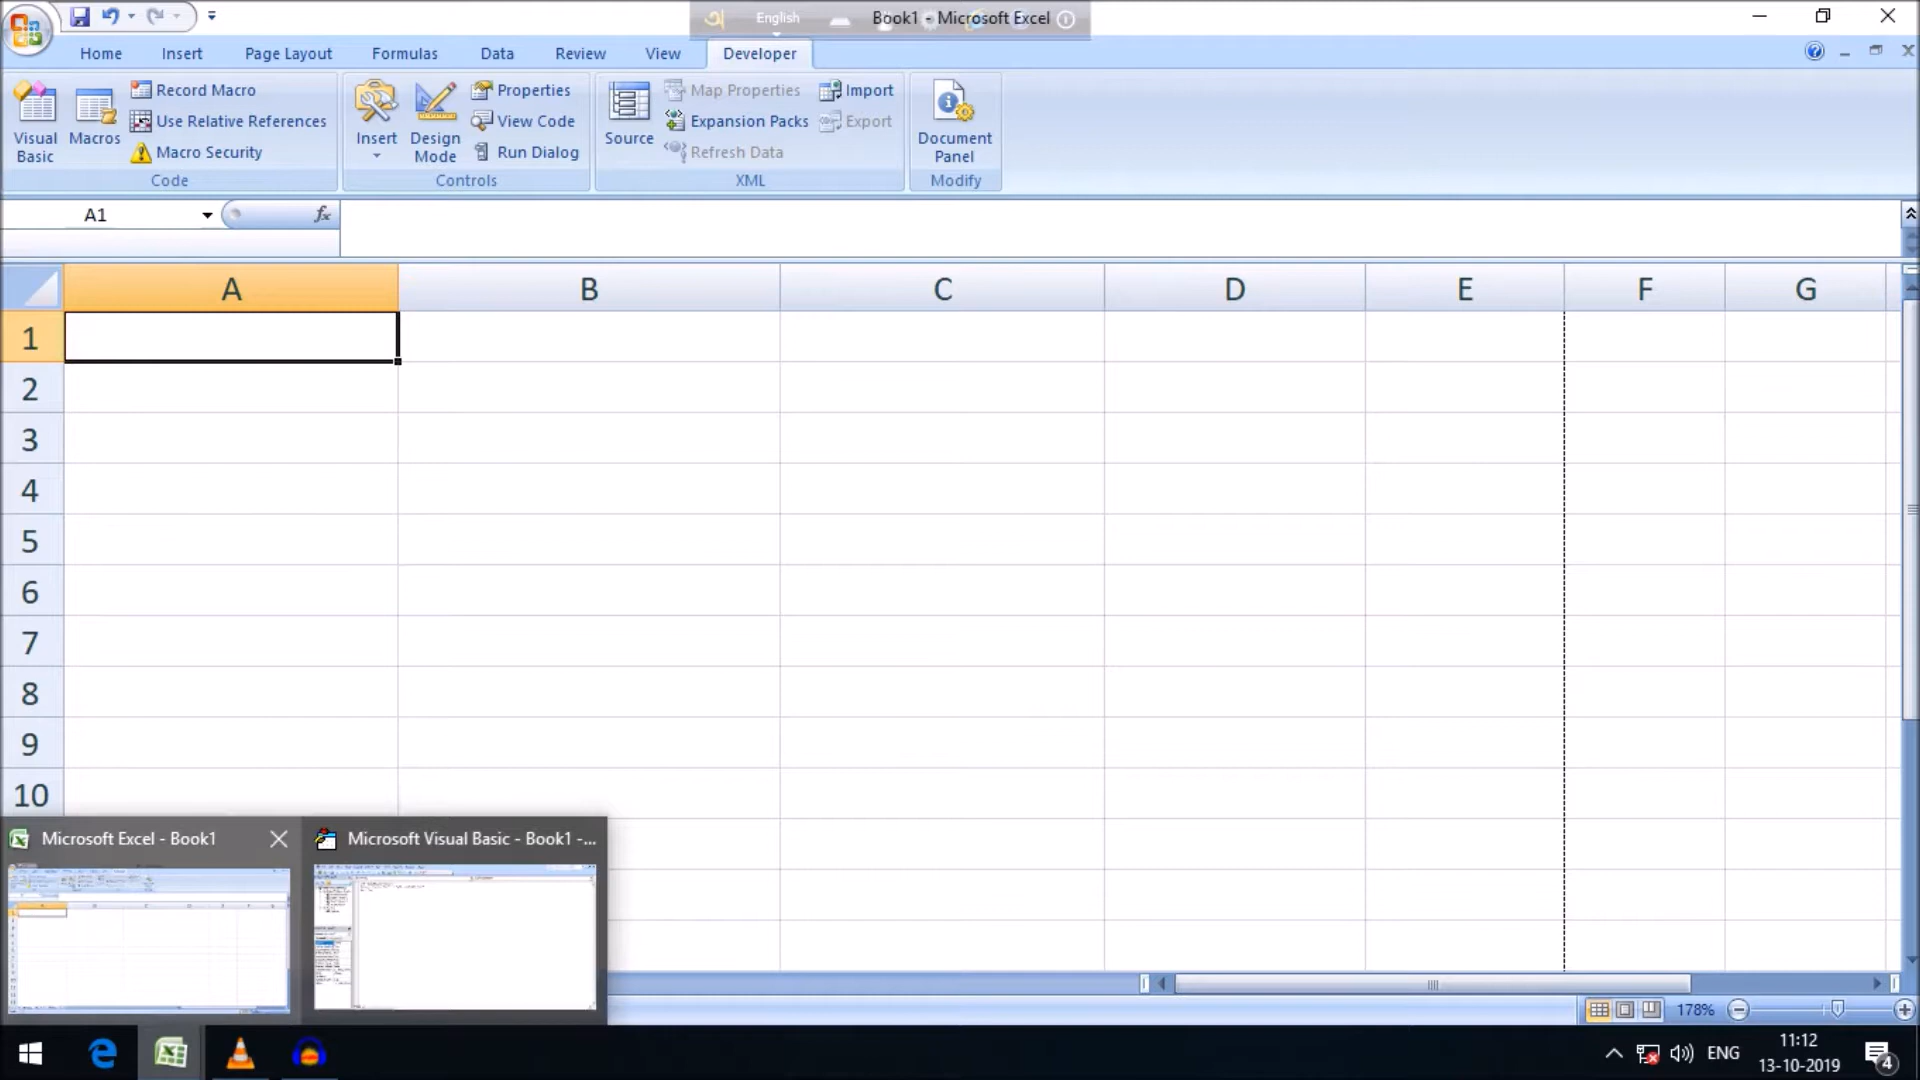 English
Book1 - Microsoft Excel
Home Insert Page Layout Formulas Data Review View Developer
Visual Basic
Macros
Record Macro
Use Relative References
Macro Security
Code
Insert
Design Mode
Properties
View Code
Run Dialog
Controls
Source
Map Properties
Expansion Packs
Refresh Data
Import
Export
XML
Document Panel
Modify
A1
fx
A B C D E F G
1
2
3
4
5
6
7
8
9
10
Microsoft Excel - Book1
Microsoft Visual Basic - Book1 -...
178%
ENG
11:12
13-10-2019
4